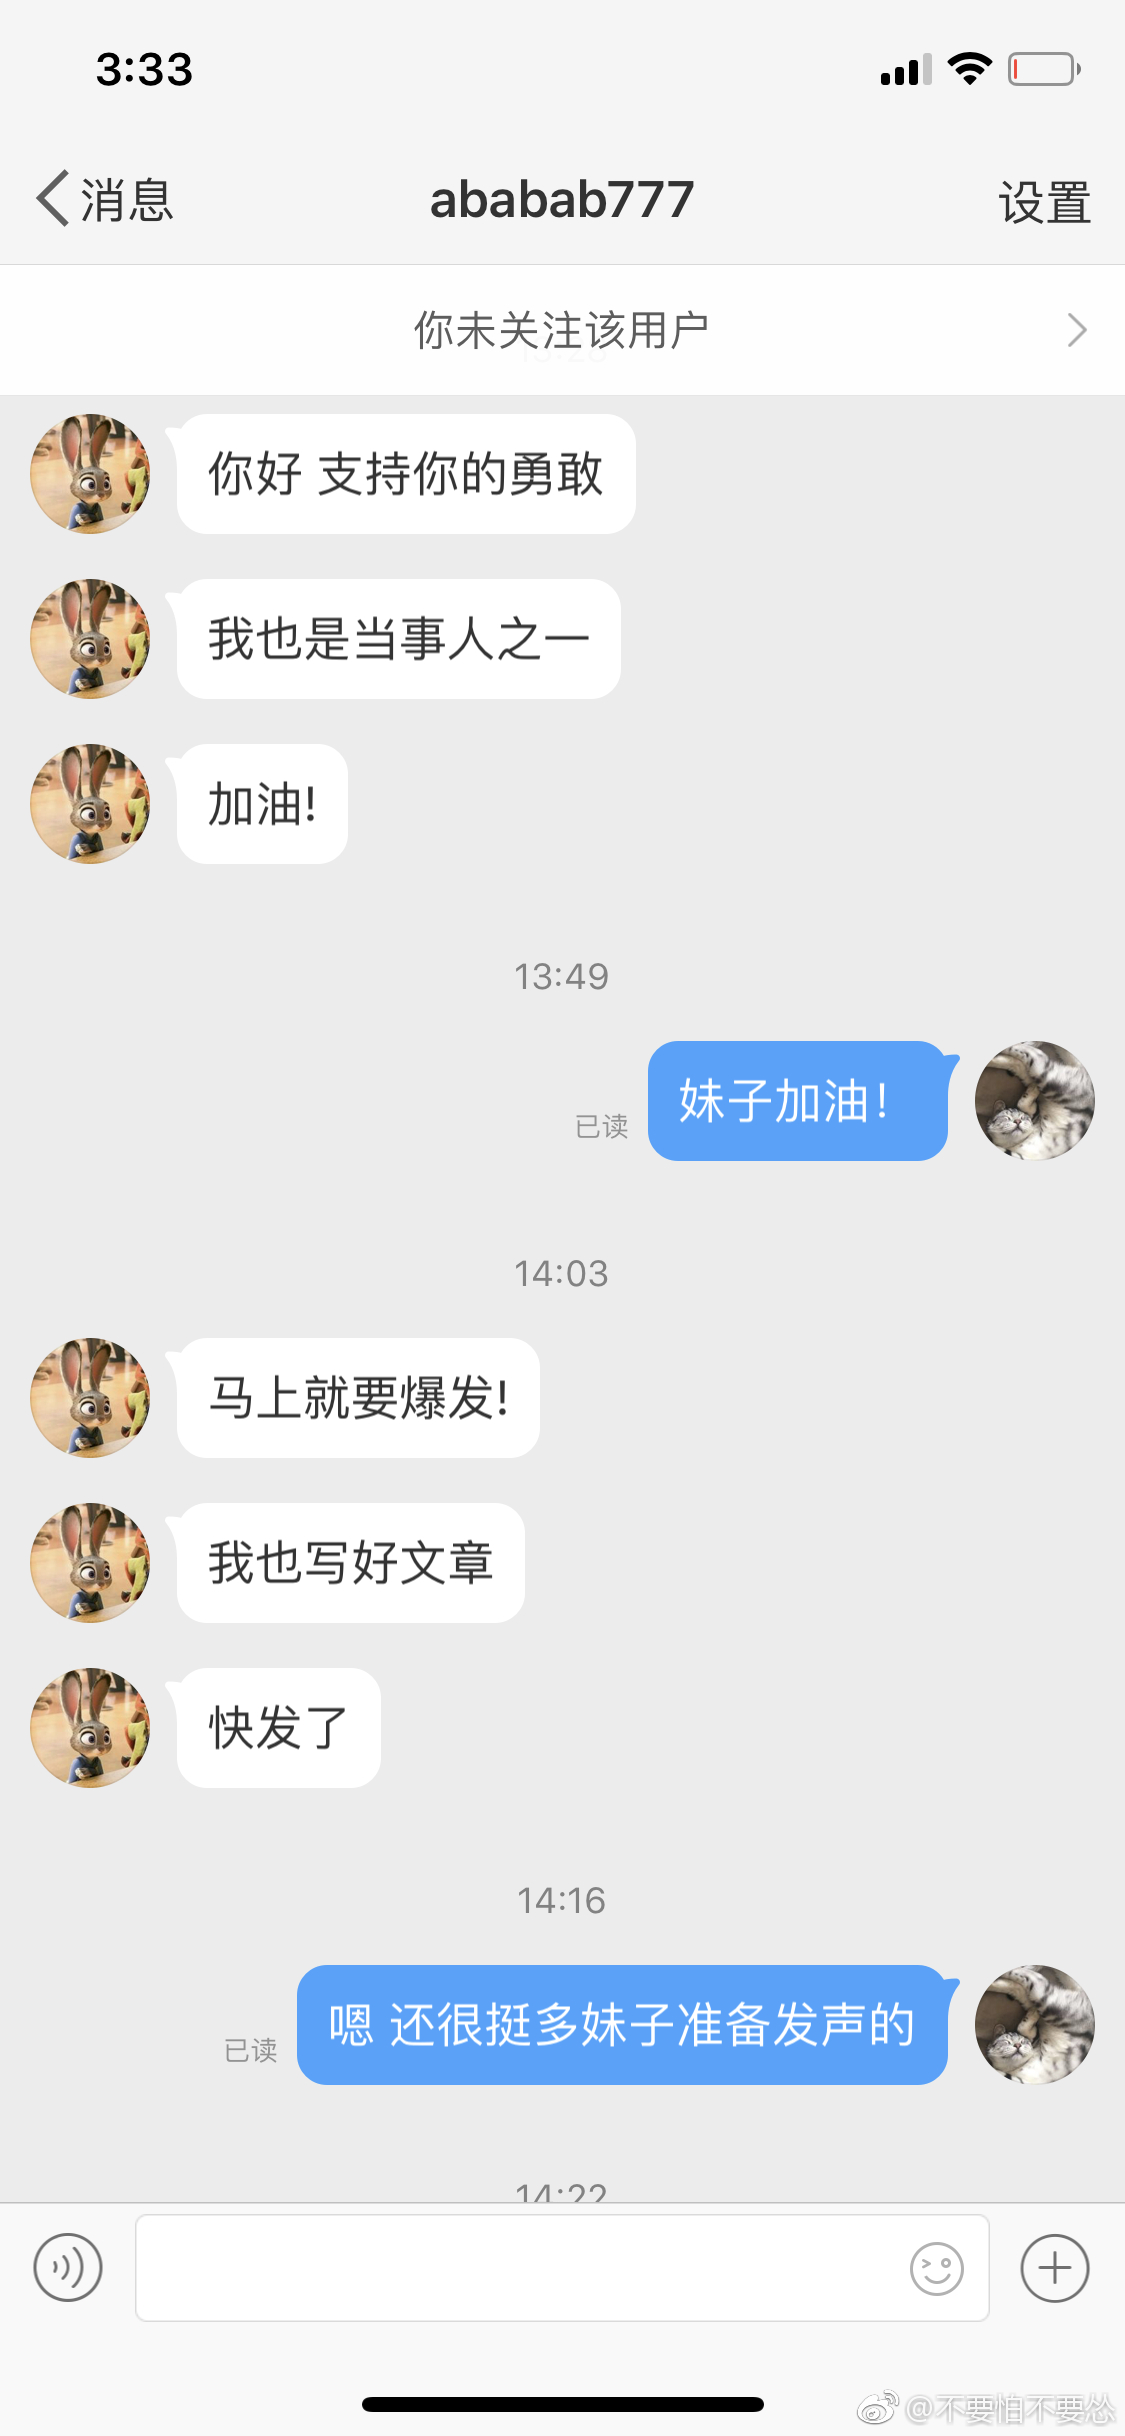 3:33
消息
ababab777
设置
你未关注该用户
你好 支持你的勇敢
我也是当事人之一
加油!
13:49
妹子加油！
已读
14:03
马上就要爆发!
我也写好文章
快发了
14:16
嗯 还很挺多妹子准备发声的
已读
14:22
@不要怕不要怂